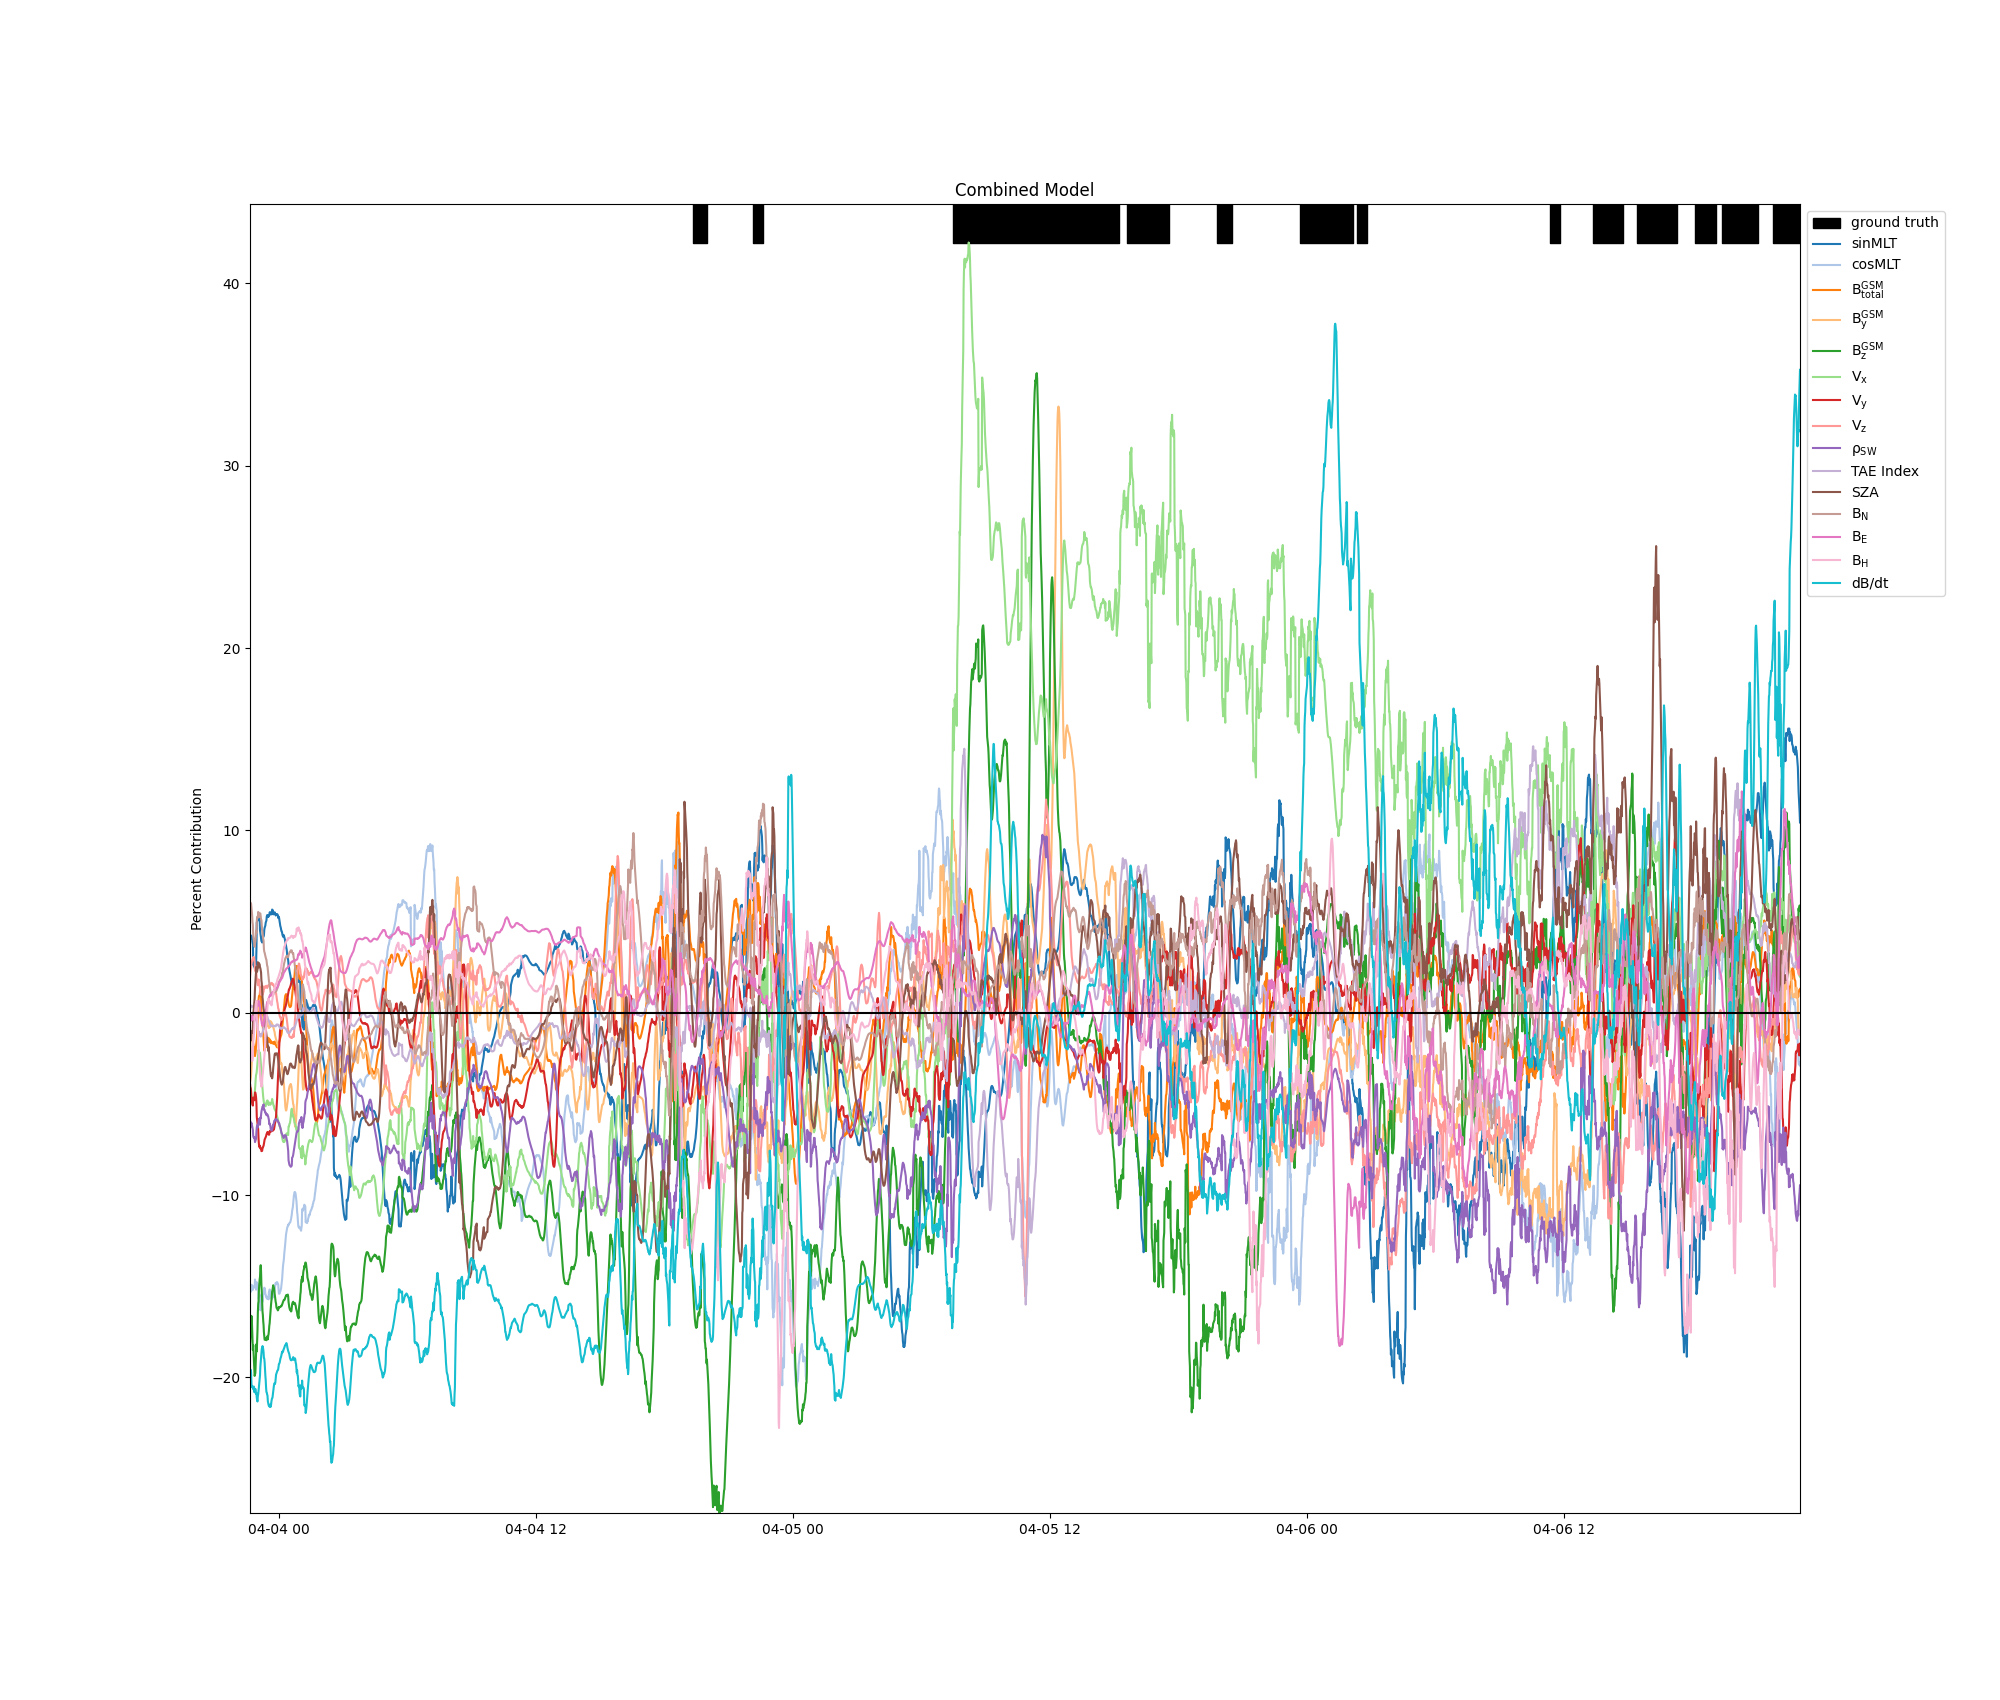 Combined Model
Percent Contribution
40
30
20
10
0
−10
−20
04-04 00
04-04 12
04-05 00
04-05 12
04-06 00
04-06 12
ground truth
sinMLT
cosMLT
B_total^GSM
B_y^GSM
B_z^GSM
V_x
V_y
V_z
ρ_SW
TAE Index
SZA
B_N
B_E
B_H
dB/dt